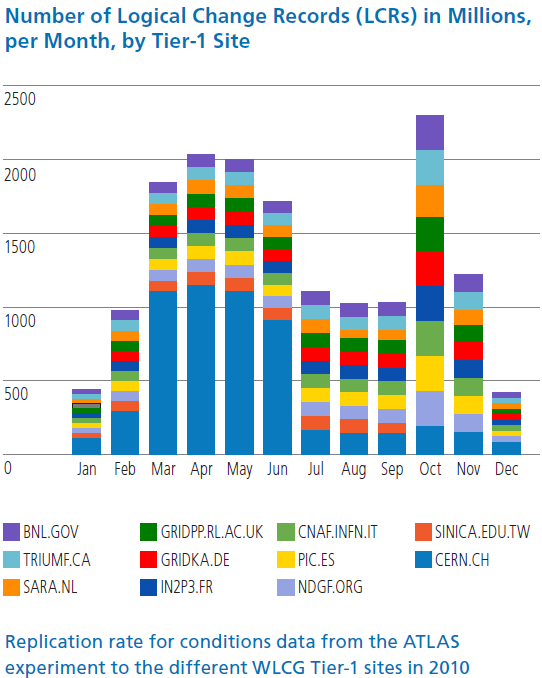 Number of Logical Change Records (LCRs) in Millions,
per Month, by Tier-1 Site
2500
2000
1500
1000
500
0
Jan Feb Mar Apr May Jun Jul Aug Sep Oct Nov Dec
BNL.GOV GRIDPP.RL.AC.UK CNAF.INFN.IT SINICA.EDU.TW
TRIUMF.CA GRIDKA.DE PIC.ES CERN.CH
SARA.NL IN2P3.FR NDGF.ORG
Replication rate for conditions data from the ATLAS
experiment to the different WLCG Tier-1 sites in 2010